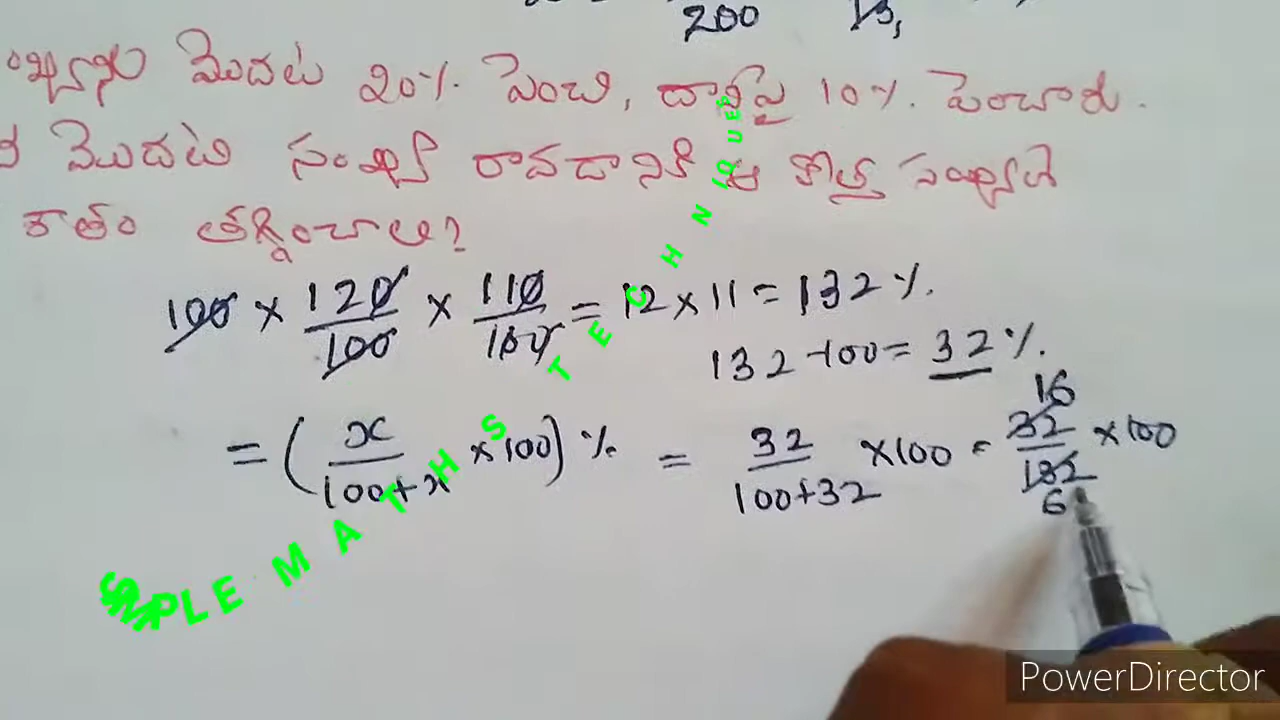 200 13,
మొదట 20%. పెంచి, దానిపై 10%. పెంచారు.
మొదటి సంఖ్య రావడానికి ఆ కొత్త సంఖ్యని
శాతం తగ్గించాలి?
100 × 120/100 × 110/100 = 12 × 11 = 132%.
132 - 100 = 32%.
= (x/100+x × 100) % = 32/100+32 × 100 = 32/132 × 100
16
6
SIMPLE MATHS TECHNIQUES
PowerDirector